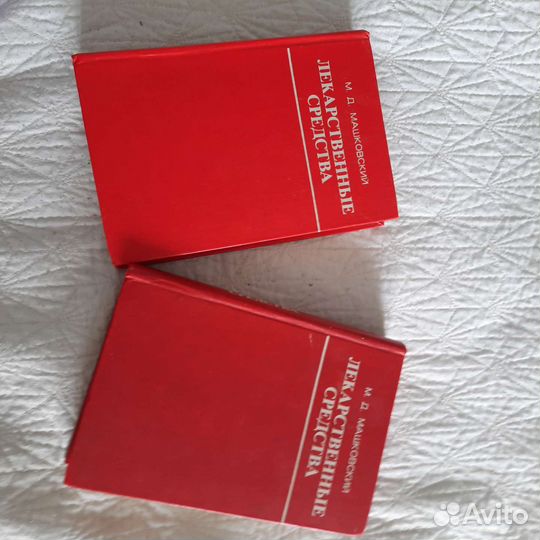 М. Д. МАШКОВСКИЙ
ЛЕКАРСТВЕННЫЕ
СРЕДСТВА
М. Д. МАШКОВСКИЙ
ЛЕКАРСТВЕННЫЕ
СРЕДСТВА
Avito